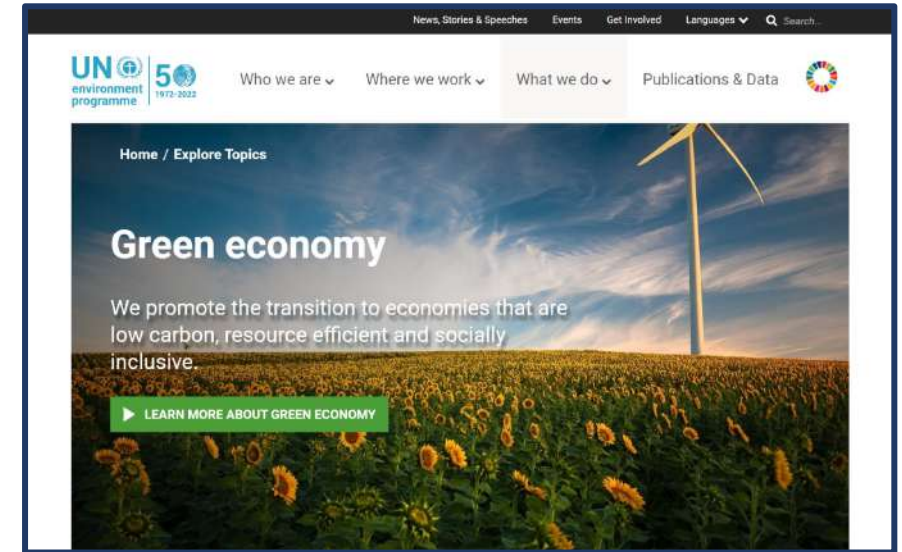 News, Stories & Speeches Events Get Involved Languages Search...
UN
environment
programme
50
1972-2022
Who we are Where we work What we do Publications & Data
Home / Explore Topics
Green economy
We promote the transition to economies that are
low carbon, resource efficient and socially
inclusive.
LEARN MORE ABOUT GREEN ECONOMY